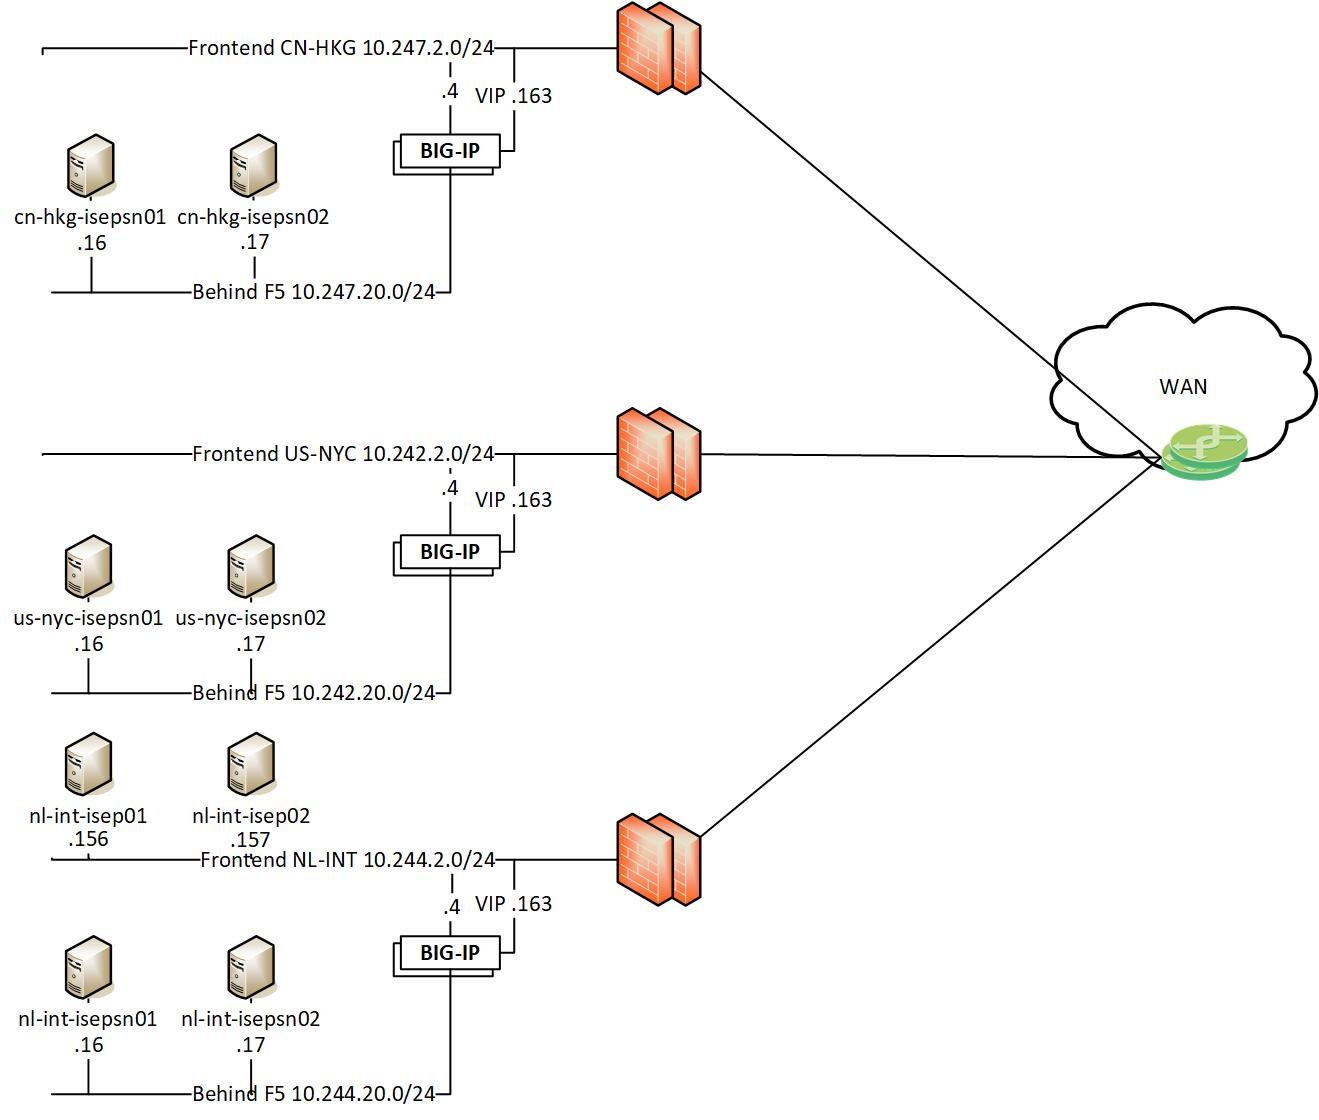 Frontend CN-HKG 10.247.2.0/24
.4
VIP .163
BIG-IP
cn-hkg-isepsn01
.16
cn-hkg-isepsn02
.17
Behind F5 10.247.20.0/24
WAN
Frontend US-NYC 10.242.2.0/24
.4
VIP .163
BIG-IP
us-nyc-isepsn01
.16
us-nyc-isepsn02
.17
Behind F5 10.242.20.0/24
nl-int-isep01
.156
nl-int-isep02
.157
Frontend NL-INT 10.244.2.0/24
.4
VIP .163
BIG-IP
nl-int-isepsn01
.16
nl-int-isepsn02
.17
Behind F5 10.244.20.0/24